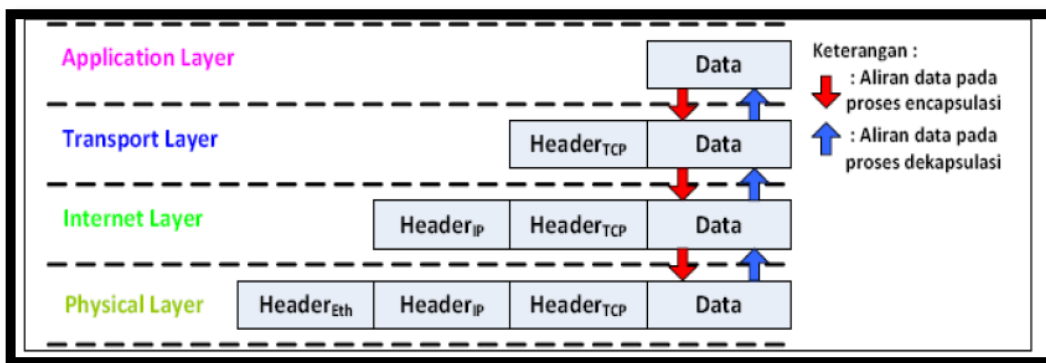 Application Layer
Data
Keterangan :
: Aliran data pada
proses encapsulasi
Transport Layer
HeaderTCP
Data
: Aliran data pada
proses dekapsulasi
Internet Layer
HeaderIP
HeaderTCP
Data
Physical Layer
HeaderEth
HeaderIP
HeaderTCP
Data